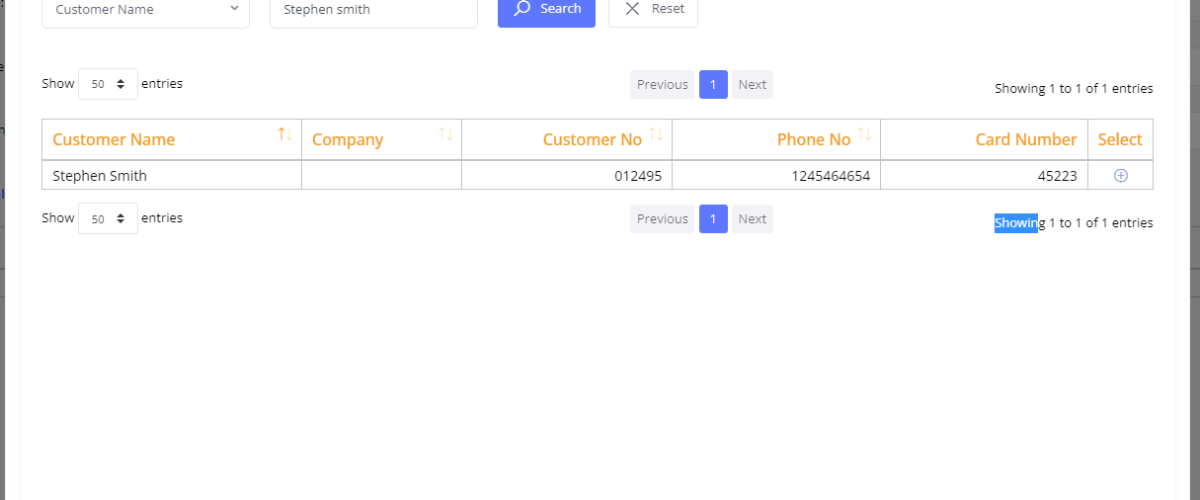 Customer Name Stephen smith Search Reset
Show 50 entries Previous 1 Next Showing 1 to 1 of 1 entries
Customer Name Company Customer No Phone No Card Number Select
Stephen Smith 012495 1245464654 45223
Show 50 entries Previous 1 Next Showing 1 to 1 of 1 entries